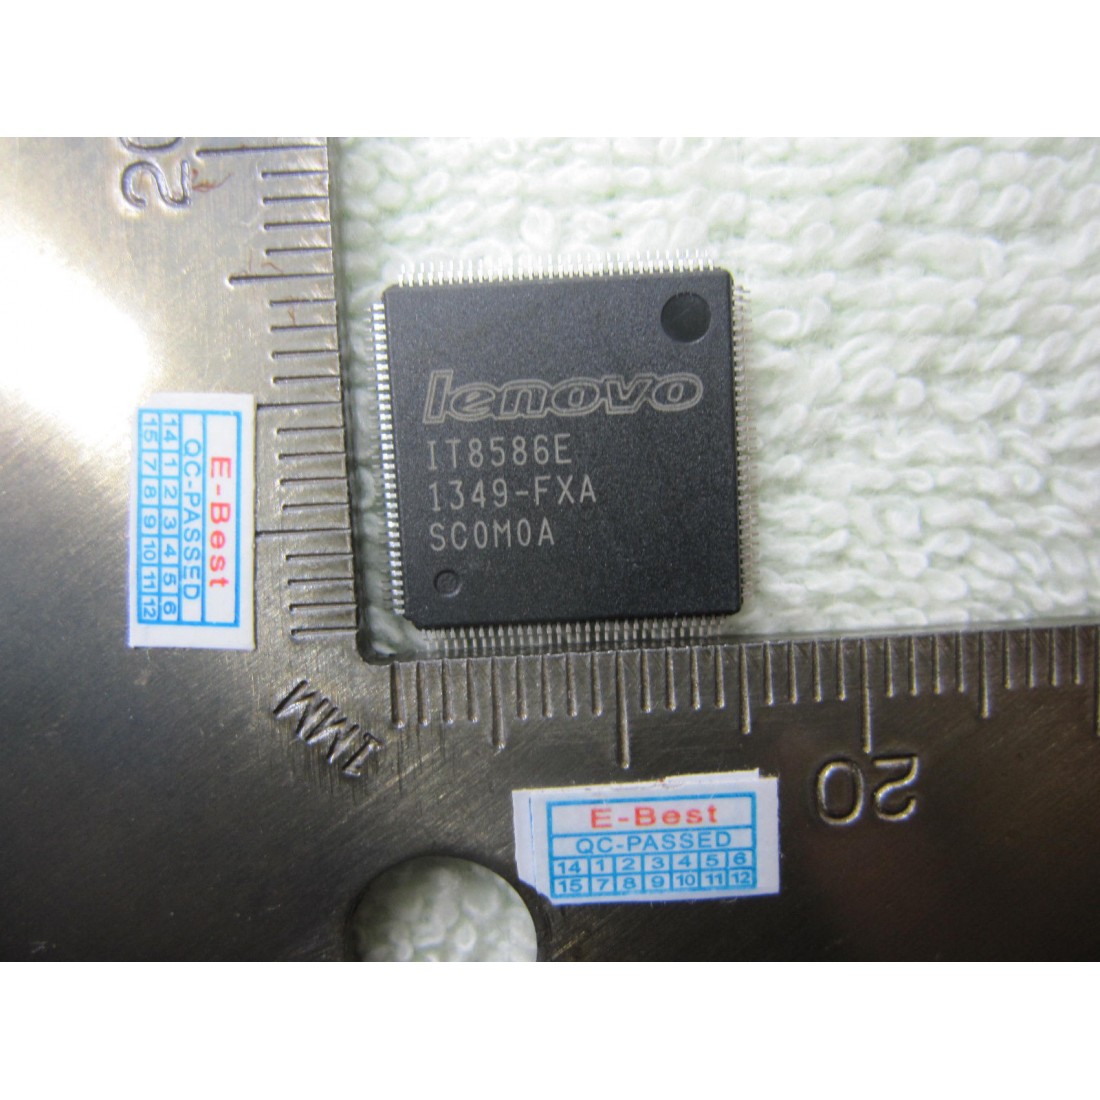 20
lenovo
IT8586E
1349-FXA
SC0M0A
E-Best
QC-PASSED
14 1 2 3 4 5 6
15 7 8 9 10 11 12
1MM
20
E-Best
QC-PASSED
14 1 2 3 4 5 6
15 7 8 9 10 11 12